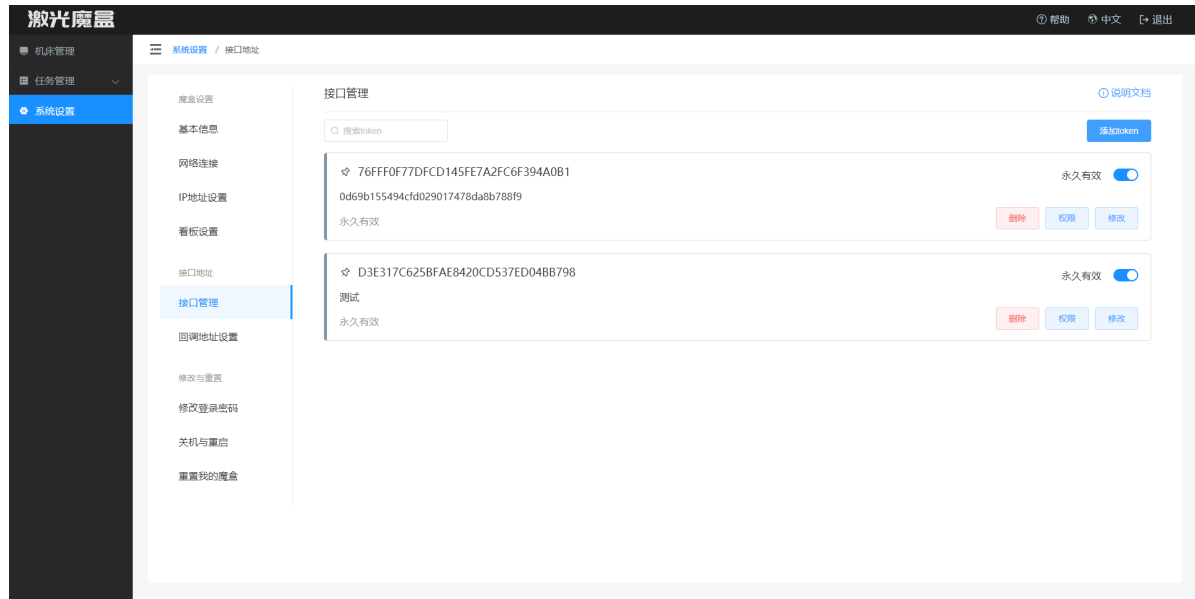 激光魔盒
帮助 中文 退出
机床管理
任务管理
系统设置
系统设置 / 接口地址
魔盒设置
基本信息
网络连接
IP地址设置
看板设置
接口地址
接口管理
回调地址设置
修改与重置
修改登录密码
关机与重启
重置我的魔盒
接口管理
说明文档
搜索token
添加token
76FFF0F77DFCD145FE7A2FC6F394A0B1
永久有效
0d69b155494cfd029017478da8b788f9
永久有效
删除 权限 修改
D3E317C625BFAE8420CD537ED04BB798
永久有效
测试
永久有效
删除 权限 修改